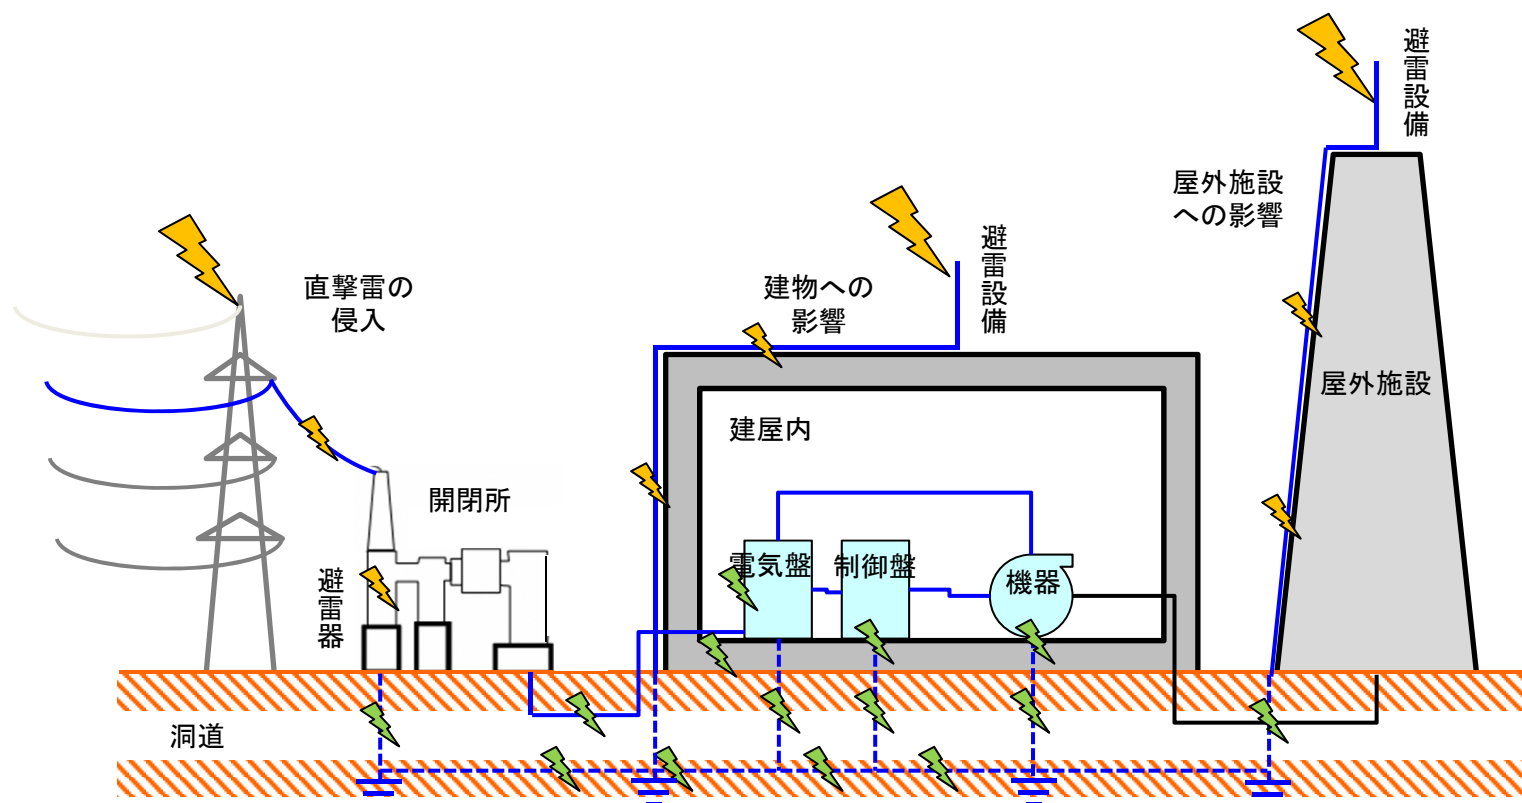 避雷設備
屋外施設
への影響
避雷設備
直撃雷の
侵入
建物への
影響
屋外施設
建屋内
開閉所
電気盤
制御盤
機器
避雷器
洞道